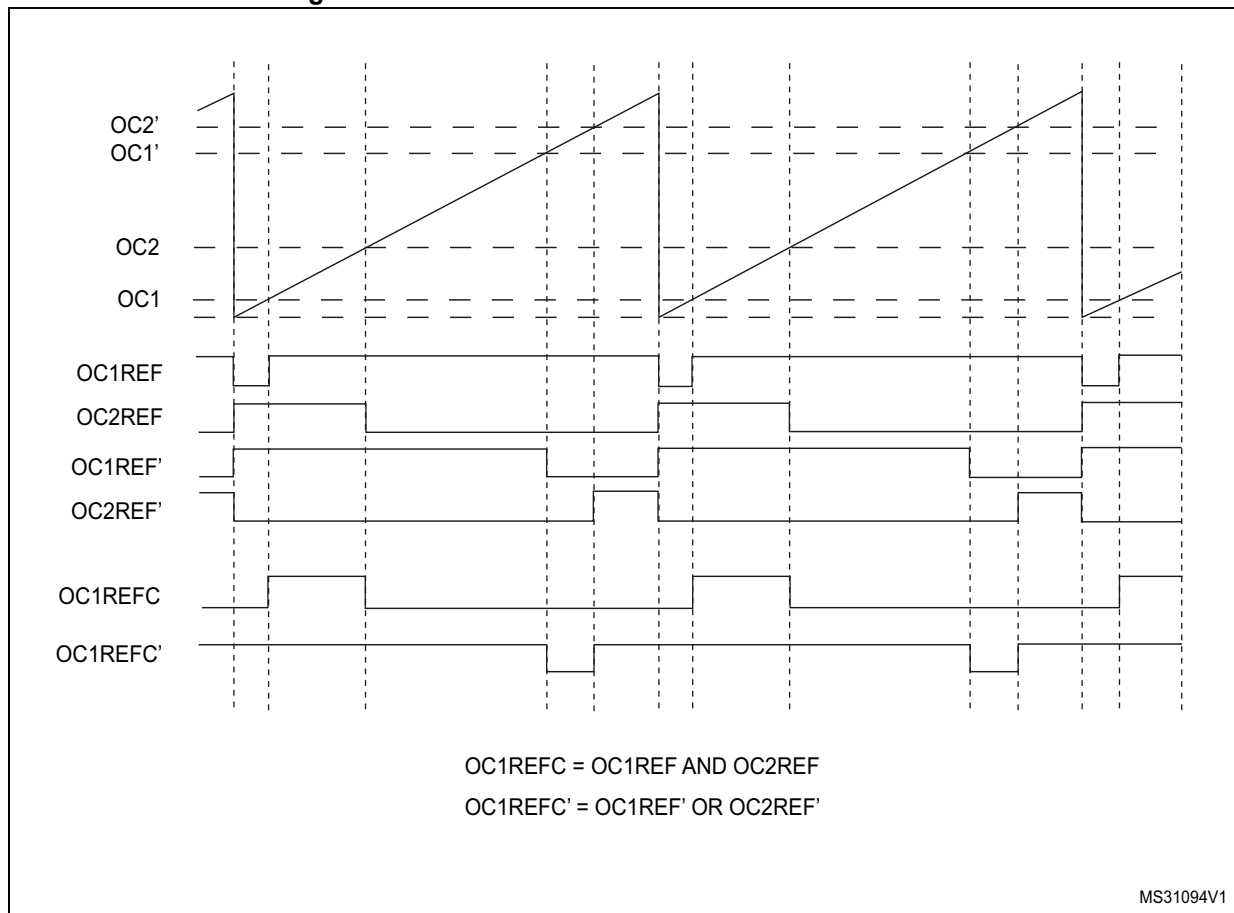 OC2’
OC1’
OC2
OC1
OC1REF
OC2REF
OC1REF’
OC2REF’
OC1REFC
OC1REFC’
OC1REFC = OC1REF AND OC2REF
OC1REFC’ = OC1REF’ OR OC2REF’
MS31094V1